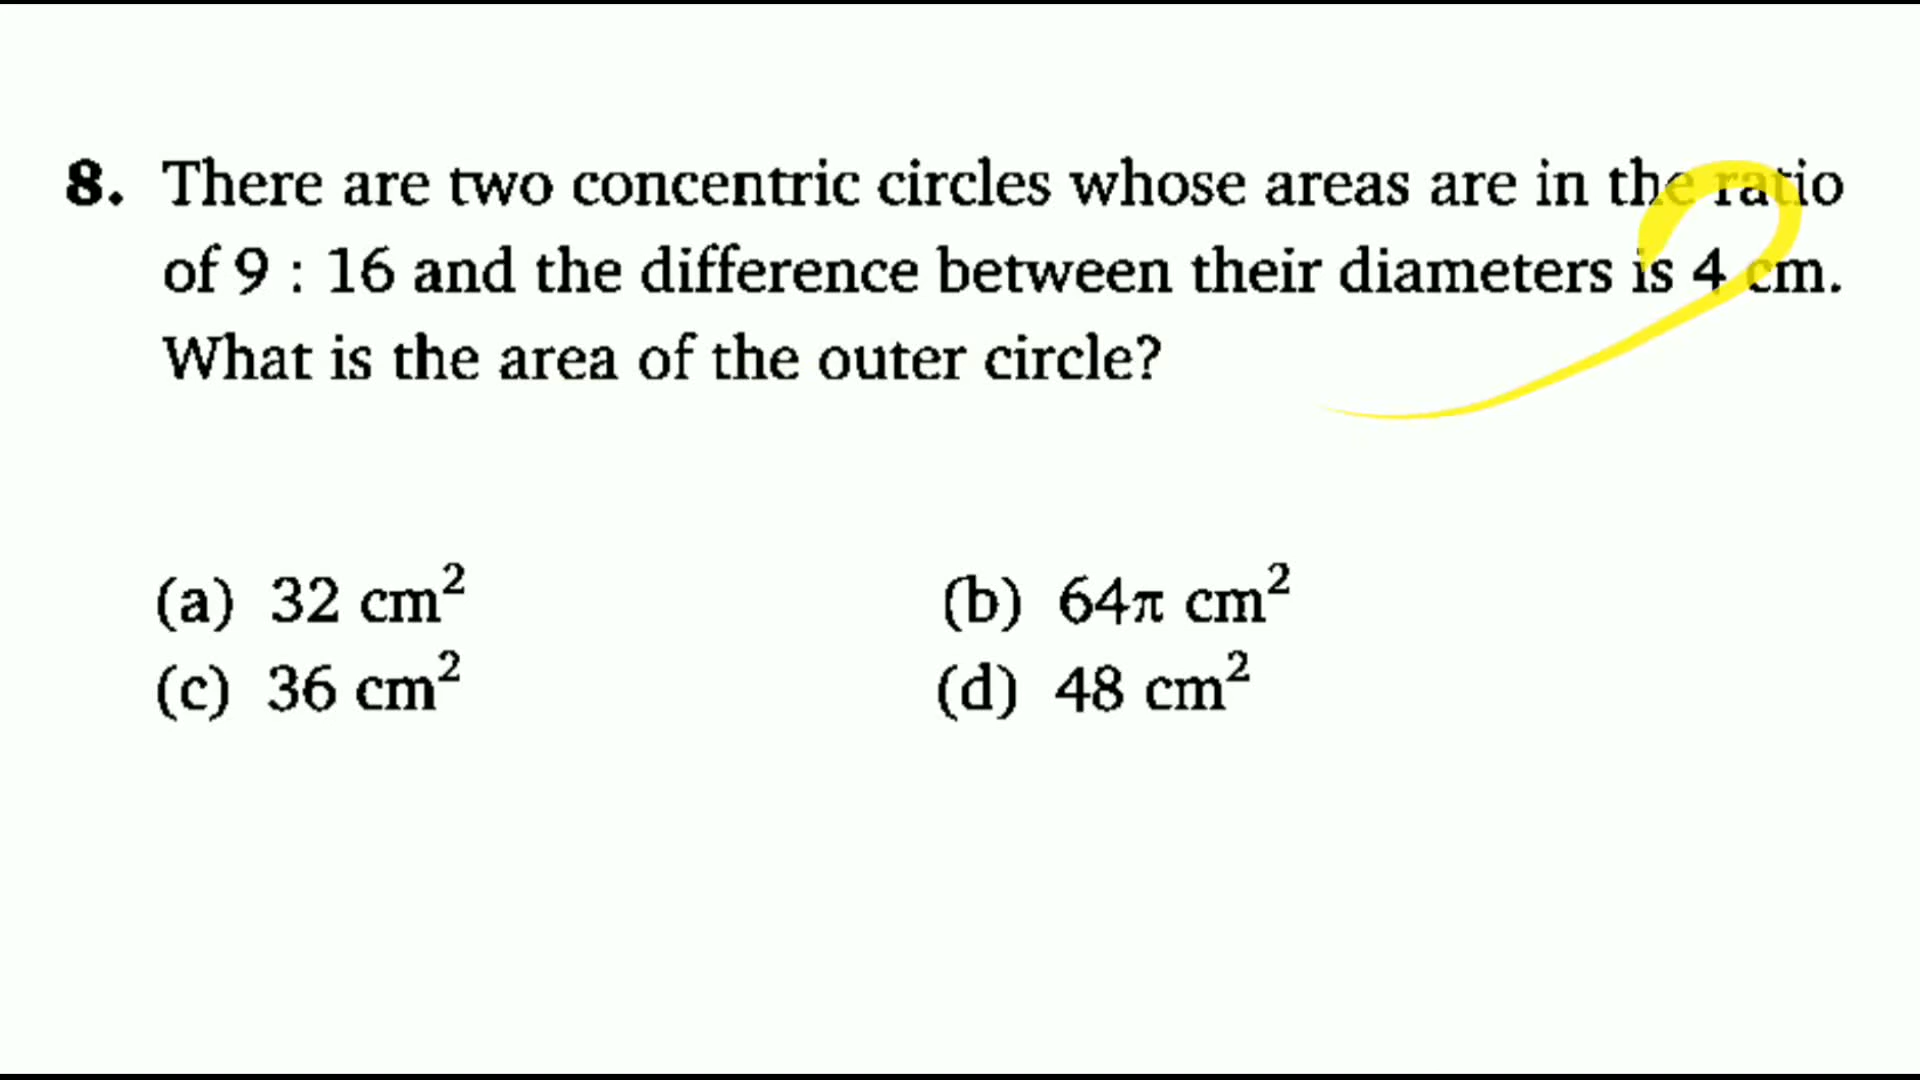 8. There are two concentric circles whose areas are in the ratio
of 9 : 16 and the difference between their diameters is 4 cm.
What is the area of the outer circle?
(a) 32 cm² (b) 64π cm²
(c) 36 cm² (d) 48 cm²